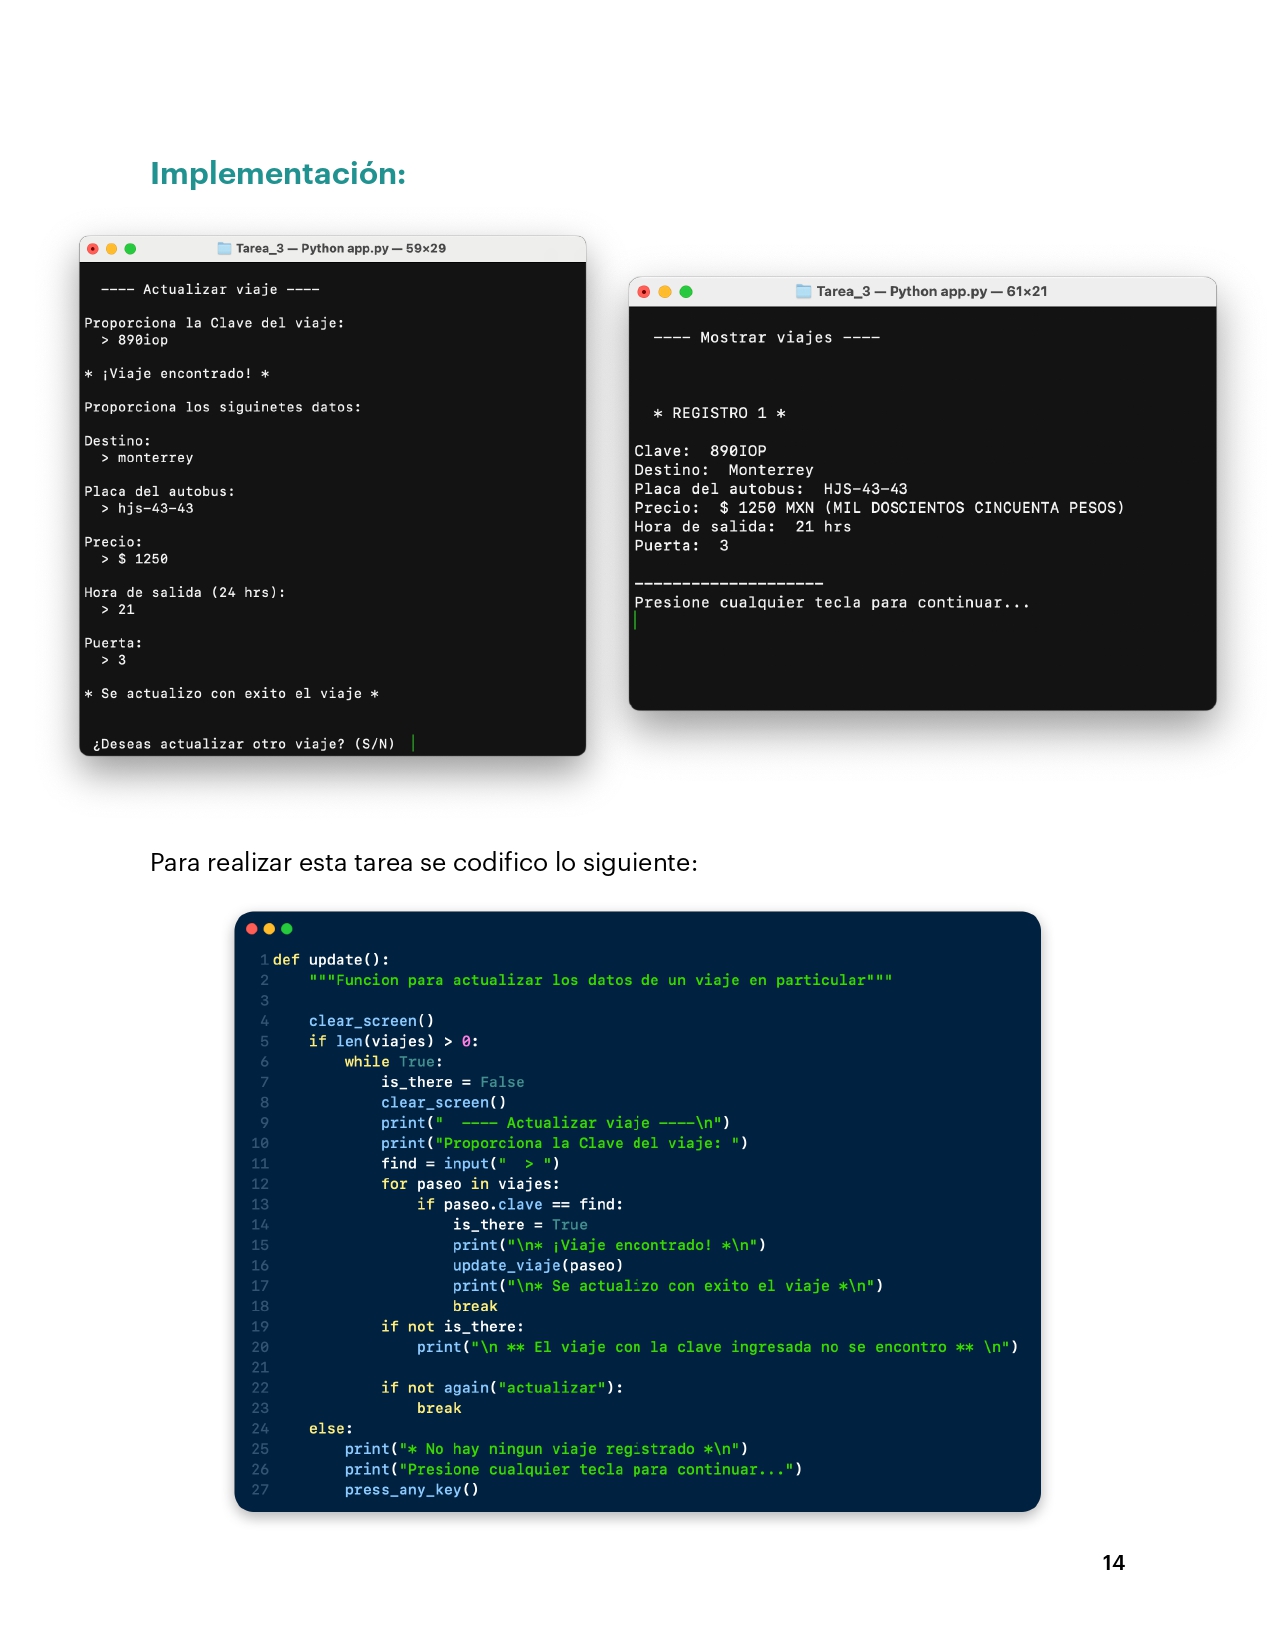 Implementación:
Tarea_3 — Python app.py — 59×29
---- Actualizar viaje ----
Proporciona la Clave del viaje:
> 890iop
* ¡Viaje encontrado! *
Proporciona los siguinetes datos:
Destino:
> monterrey
Placa del autobus:
> hjs-43-43
Precio:
> $ 1250
Hora de salida (24 hrs):
> 21
Puerta:
> 3
* Se actualizo con exito el viaje *
¿Deseas actualizar otro viaje? (S/N)
Tarea_3 — Python app.py — 61×21
---- Mostrar viajes ----
* REGISTRO 1 *
Clave:  890IOP
Destino:  Monterrey
Placa del autobus:  HJS-43-43
Precio:  $ 1250 MXN (MIL DOSCIENTOS CINCUENTA PESOS)
Hora de salida:  21 hrs
Puerta:  3
--------------------
Presione cualquier tecla para continuar...
Para realizar esta tarea se codifico lo siguiente:
1 def update():
2     """Funcion para actualizar los datos de un viaje en particular"""
3
4     clear_screen()
5     if len(viajes) > 0:
6         while True:
7             is_there = False
8             clear_screen()
9             print("  ---- Actualizar viaje ----\n")
10             print("Proporciona la Clave del viaje: ")
11             find = input("  > ")
12             for paseo in viajes:
13                 if paseo.clave == find:
14                     is_there = True
15                     print("\n* ¡Viaje encontrado! *\n")
16                     update_viaje(paseo)
17                     print("\n* Se actualizo con exito el viaje *\n")
18                     break
19             if not is_there:
20                 print("\n ** El viaje con la clave ingresada no se encontro ** \n")
21
22             if not again("actualizar"):
23                 break
24     else:
25         print("* No hay ningun viaje registrado *\n")
26         print("Presione cualquier tecla para continuar...")
27         press_any_key()
14